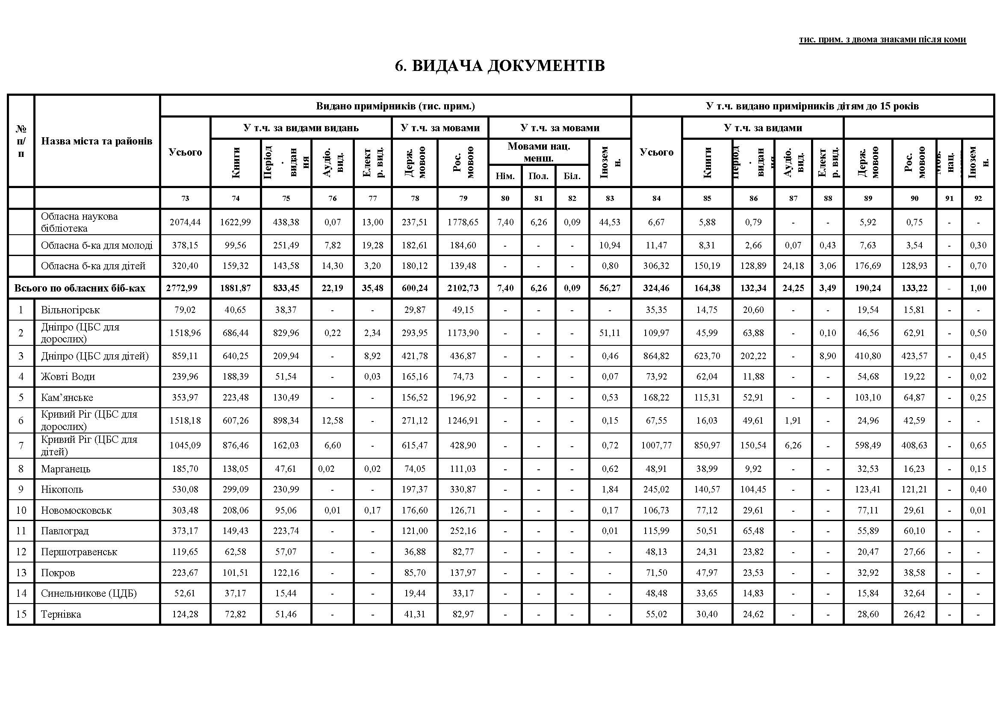 тис. прим. з двома знаками після коми
6. ВИДАЧА ДОКУМЕНТІВ
№ п/п Назва міста та районів Видано примірників (тис. прим.) У т.ч. видано примірників дітям до 15 років
Усього У т.ч. за видами видань У т.ч. за мовами У т.ч. за мовами Усього У т.ч. за видами
Книги Період. видання Аудіо. вид. Електр. вид. Держ. мовою Рос. мовою Мовами нац. менш. Іноземн. Книги Період. видання Аудіо. вид. Електр. вид. Держ. мовою Рос. мовою Мов. нац. Іноземн.
Нім. Пол. Біл.
73 74 75 76 77 78 79 80 81 82 83 84 85 86 87 88 89 90 91 92
Обласна наукова бібліотека 2074,44 1622,99 438,38 0,07 13,00 237,51 1778,65 7,40 6,26 0,09 44,53 6,67 5,88 0,79 - - 5,92 0,75 - -
Обласна б-ка для молоді 378,15 99,56 251,49 7,82 19,28 182,61 184,60 - - - 10,94 11,47 8,31 2,66 0,07 0,43 7,63 3,54 - 0,30
Обласна б-ка для дітей 320,40 159,32 143,58 14,30 3,20 180,12 139,48 - - - 0,80 306,32 150,19 128,89 24,18 3,06 176,69 128,93 - 0,70
Всього по обласних біб-ках 2772,99 1881,87 833,45 22,19 35,48 600,24 2102,73 7,40 6,26 0,09 56,27 324,46 164,38 132,34 24,25 3,49 190,24 133,22 - 1,00
1 Вільногірськ 79,02 40,65 38,37 - - 29,87 49,15 - - - - 35,35 14,75 20,60 - - 19,54 15,81 - -
2 Дніпро (ЦБС для дорослих) 1518,96 686,44 829,96 0,22 2,34 293,95 1173,90 - - - 51,11 109,97 45,99 63,88 - 0,10 46,56 62,91 - 0,50
3 Дніпро (ЦБС для дітей) 859,11 640,25 209,94 - 8,92 421,78 436,87 - - - 0,46 864,82 623,70 202,22 - 8,90 410,80 423,57 - 0,45
4 Жовті Води 239,96 188,39 51,54 - 0,03 165,16 74,73 - - - 0,07 73,92 62,04 11,88 - - 54,68 19,22 - 0,02
5 Кам’янське 353,97 223,48 130,49 - - 156,52 196,92 - - - 0,53 168,22 115,31 52,91 - - 103,10 64,87 - 0,25
6 Кривий Ріг (ЦБС для дорослих) 1518,18 607,26 898,34 12,58 - 271,12 1246,91 - - - 0,15 67,55 16,03 49,61 1,91 - 24,96 42,59 - -
7 Кривий Ріг (ЦБС для дітей) 1045,09 876,46 162,03 6,60 - 615,47 428,90 - - - 0,72 1007,77 850,97 150,54 6,26 - 598,49 408,63 - 0,65
8 Марганець 185,70 138,05 47,61 0,02 0,02 74,05 111,03 - - - 0,62 48,91 38,99 9,92 - - 32,53 16,23 - 0,15
9 Нікополь 530,08 299,09 230,99 - - 197,37 330,87 - - - 1,84 245,02 140,57 104,45 - - 123,41 121,21 - 0,40
10 Новомосковськ 303,48 208,06 95,06 0,01 0,17 176,60 126,71 - - - 0,17 106,73 77,12 29,61 - - 77,11 29,61 - 0,01
11 Павлоград 373,17 149,43 223,74 - - 121,00 252,16 - - - 0,01 115,99 50,51 65,48 - - 55,89 60,10 - -
12 Першотравенськ 119,65 62,58 57,07 - - 36,88 82,77 - - - - 48,13 24,31 23,82 - - 20,47 27,66 - -
13 Покров 223,67 101,51 122,16 - - 85,70 137,97 - - - - 71,50 47,97 23,53 - - 32,92 38,58 - -
14 Синельникове (ЦДБ) 52,61 37,17 15,44 - - 19,44 33,17 - - - - 48,48 33,65 14,83 - - 15,84 32,64 - -
15 Тернівка 124,28 72,82 51,46 - - 41,31 82,97 - - - - 55,02 30,40 24,62 - - 28,60 26,42 - -